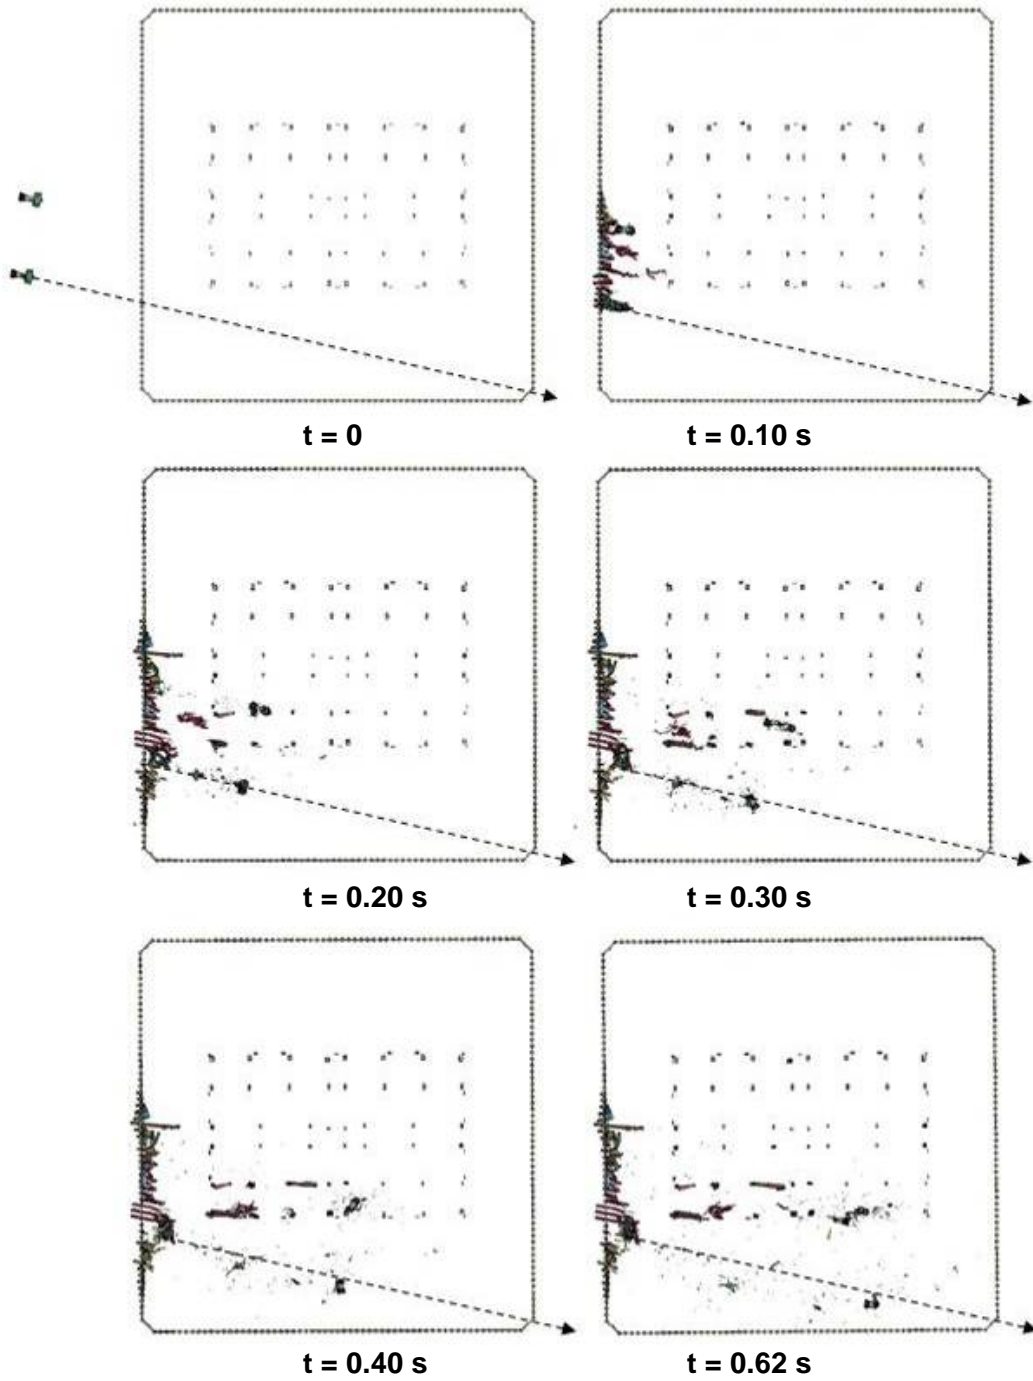 t = 0
t = 0.10 s
t = 0.20 s
t = 0.30 s
t = 0.40 s
t = 0.62 s